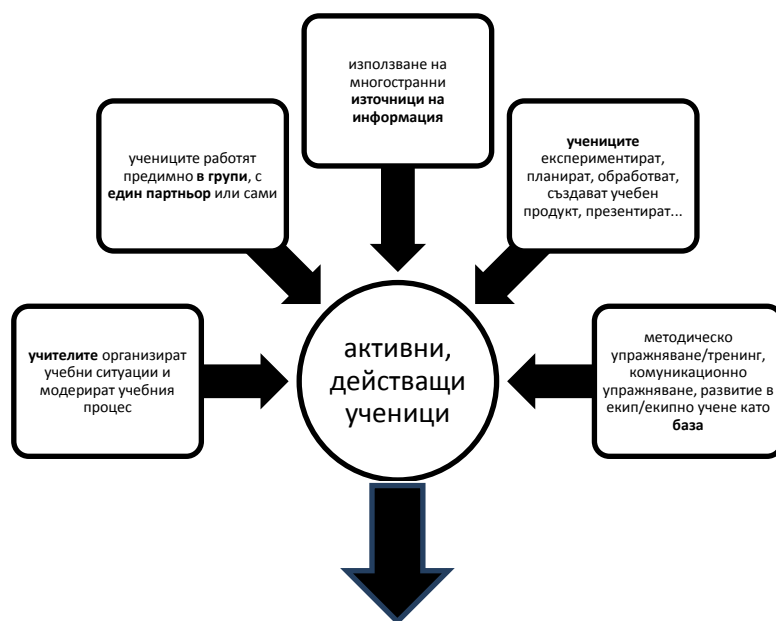 използване на
многостранни
източници на
информация
учениците работят
предимно в групи, с
един партньор или сами
учениците
експериментират,
планират, обработват,
създават учебен
продукт, презентират...
учителите организират
учебни ситуации и
модерират учебния
процес
активни,
действащи
ученици
методическо
упражняване/тренинг,
комуникационно
упражняване, развитие в
екип/екипно учене като
база